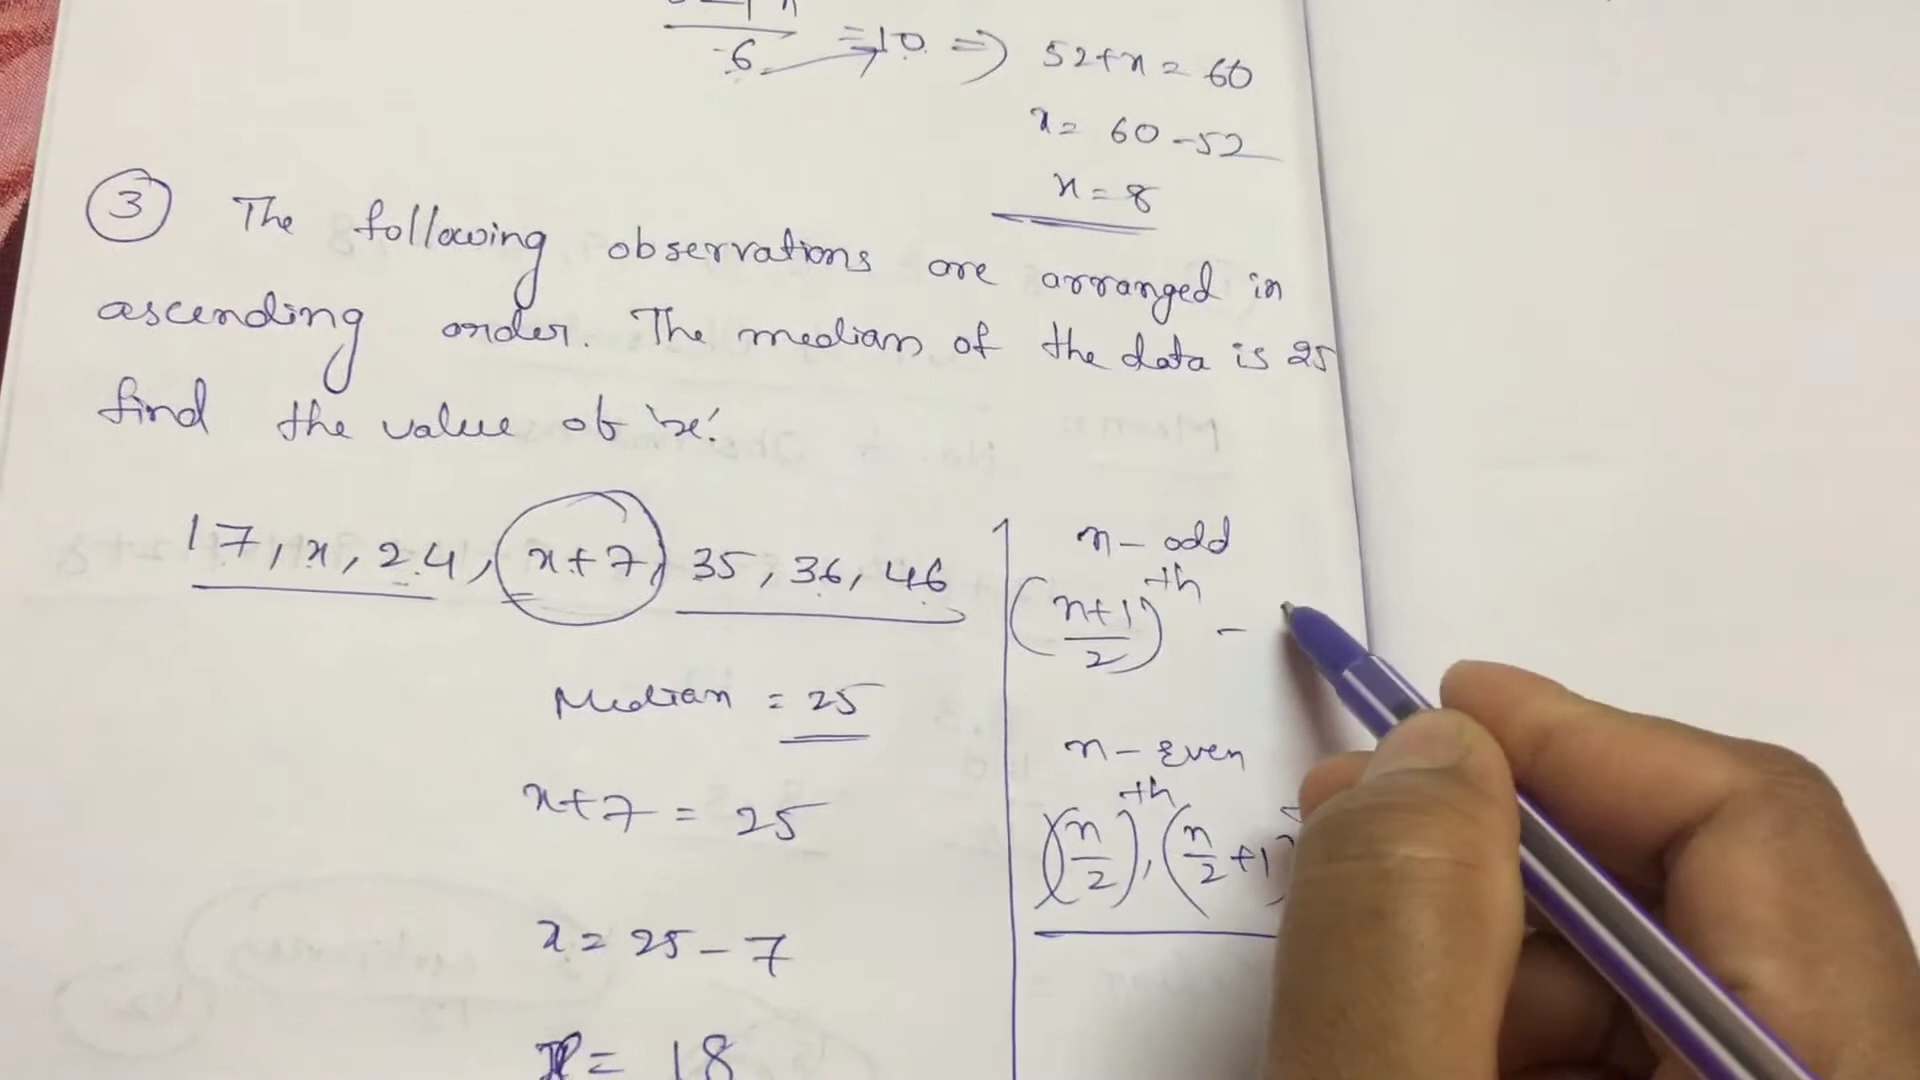 6 =10 => 52+x = 60
x = 60 - 52
x = 8
3 The following observations are arranged in
ascending order. The median of the data is 25
find the value of 'x'.
17, x, 24, x+7, 35, 36, 46
Median = 25
x+7 = 25
x = 25 - 7
x = 18
n - odd
(n+1/2)th -
n - Even
(n/2)th, (n/2 +1)